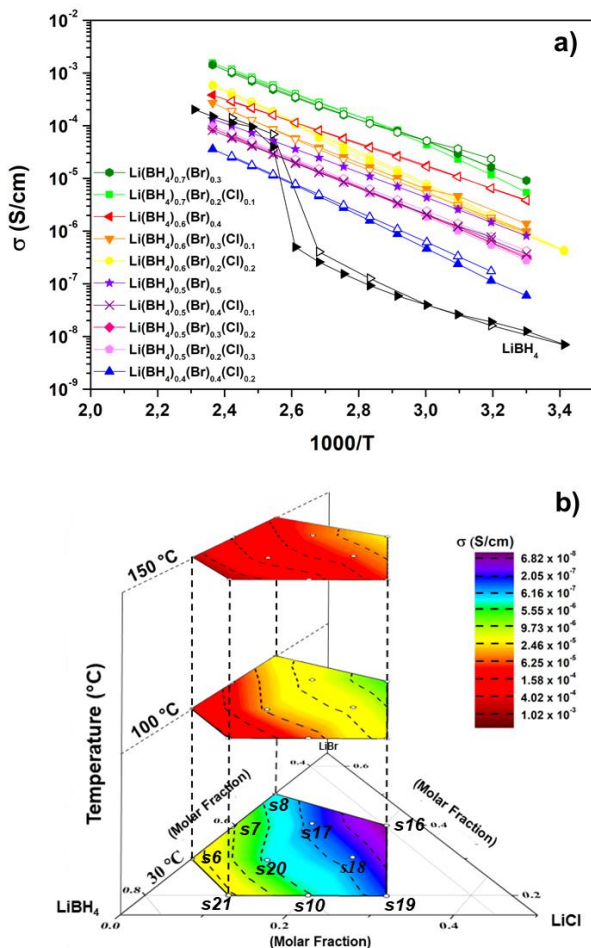 a)
10⁻²
10⁻³
10⁻⁴
10⁻⁵
10⁻⁶
10⁻⁷
10⁻⁸
10⁻⁹
σ (S/cm)
Li(BH₄)₀.₇(Br)₀.₃
Li(BH₄)₀.₇(Br)₀.₂(Cl)₀.₁
Li(BH₄)₀.₆(Br)₀.₄
Li(BH₄)₀.₆(Br)₀.₃(Cl)₀.₁
Li(BH₄)₀.₆(Br)₀.₂(Cl)₀.₂
Li(BH₄)₀.₅(Br)₀.₅
Li(BH₄)₀.₅(Br)₀.₄(Cl)₀.₁
Li(BH₄)₀.₅(Br)₀.₃(Cl)₀.₂
Li(BH₄)₀.₅(Br)₀.₂(Cl)₀.₃
Li(BH₄)₀.₄(Br)₀.₄(Cl)₀.₂
LiBH₄
2,0 2,2 2,4 2,6 2,8 3,0 3,2 3,4
1000/T
b)
σ (S/cm)
6.82 x 10⁻⁸
2.05 x 10⁻⁷
6.16 x 10⁻⁷
5.55 x 10⁻⁶
9.73 x 10⁻⁶
2.46 x 10⁻⁵
6.25 x 10⁻⁵
1.58 x 10⁻⁴
4.02 x 10⁻⁴
1.02 x 10⁻³
150 °C
100 °C
30 °C
Temperature (°C)
LiBr
0.4 0.6
(Molar Fraction) (Molar Fraction)
s8
s7 s17 s16 0.4
s6 s20 s18
0.8 s21 s10 s19 0.2
LiBH₄ LiCl
0.0 0.2 0.4
(Molar Fraction)